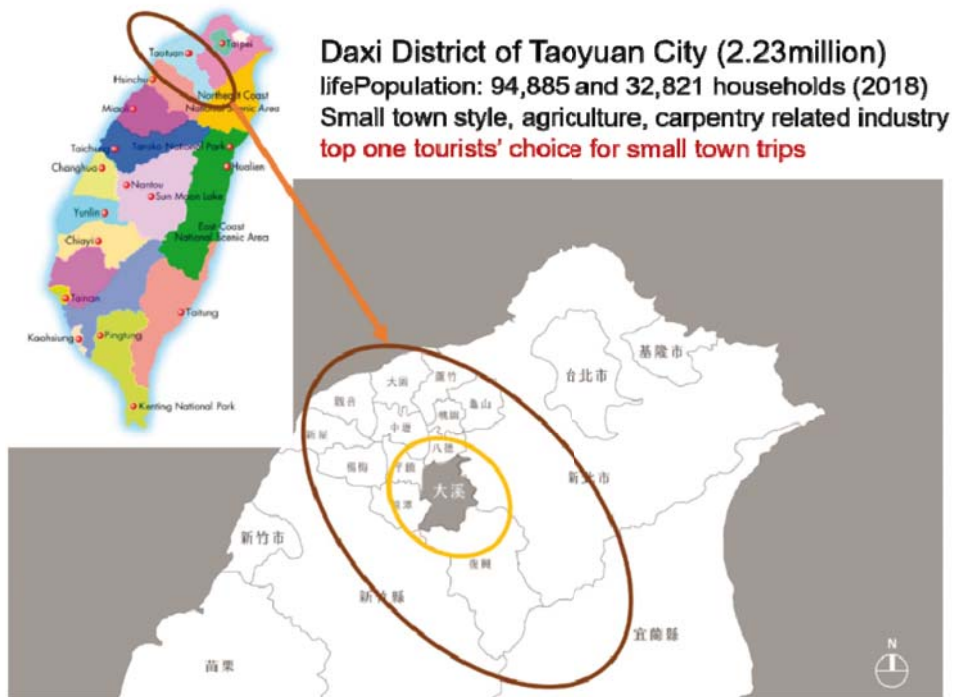 Daxi District of Taoyuan City (2.23million)
lifePopulation: 94,885 and 32,821 households (2018)
Small town style, agriculture, carpentry related industry
top one tourists' choice for small town trips
Taipei
Taotuan
Hsinchu
Northeast Coast
National Scenic Area
Miaoli
Taichung
Taroko National Park
Changhua
Hualien
Nantou
Sun Moon Lake
Yunlin
East Coast
National Scenic Area
Chiayi
Tainan
Taitung
Kaohsiung
Pingtung
Kenting National Park
基隆市
台北市
大園
蘆竹
觀音
桃園
龜山
中壢
新屋
八德
楊梅
平鎮
新北市
大溪
龍潭
新竹市
復興
新竹縣
宜蘭縣
苗栗
N